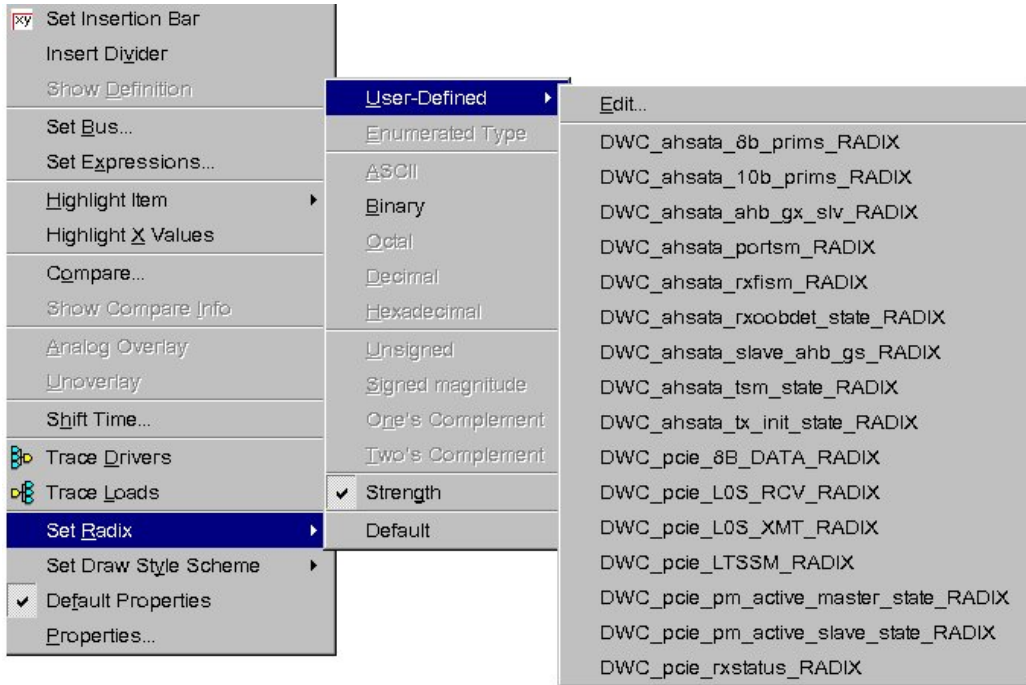 xy Set Insertion Bar
Insert Divider
Show Definition
Set Bus...
Set Expressions...
Highlight Item
Highlight X Values
Compare...
Show Compare Info
Analog Overlay
Unoverlay
Shift Time...
Trace Drivers
Trace Loads
Set Radix
Set Draw Style Scheme
Default Properties
Properties...
User-Defined
Enumerated Type
ASCII
Binary
Octal
Decimal
Hexadecimal
Unsigned
Signed magnitude
One's Complement
Two's Complement
Strength
Default
Edit...
DWC_ahsata_8b_prims_RADIX
DWC_ahsata_10b_prims_RADIX
DWC_ahsata_ahb_gx_slv_RADIX
DWC_ahsata_portsm_RADIX
DWC_ahsata_rxfism_RADIX
DWC_ahsata_rxoobdet_state_RADIX
DWC_ahsata_slave_ahb_gs_RADIX
DWC_ahsata_tsm_state_RADIX
DWC_ahsata_tx_init_state_RADIX
DWC_pcie_8B_DATA_RADIX
DWC_pcie_L0S_RCV_RADIX
DWC_pcie_L0S_XMT_RADIX
DWC_pcie_LTSSM_RADIX
DWC_pcie_pm_active_master_state_RADIX
DWC_pcie_pm_active_slave_state_RADIX
DWC_pcie_rxstatus_RADIX